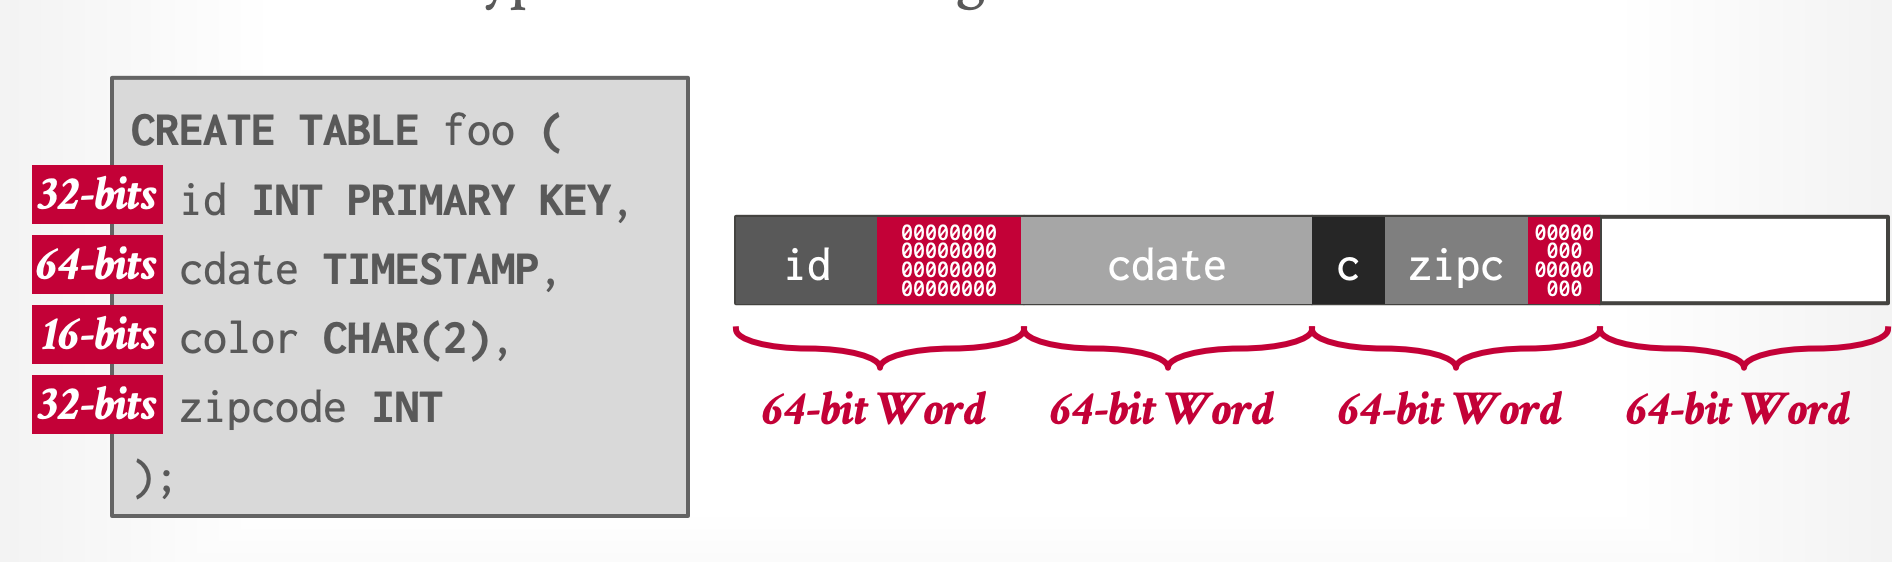 CREATE TABLE foo (
32-bits id INT PRIMARY KEY,
64-bits cdate TIMESTAMP,
16-bits color CHAR(2),
32-bits zipcode INT
);
id
00000000
00000000
00000000
00000000
cdate
c
zipc
00000
000
00000
000
64-bit Word 64-bit Word 64-bit Word 64-bit Word